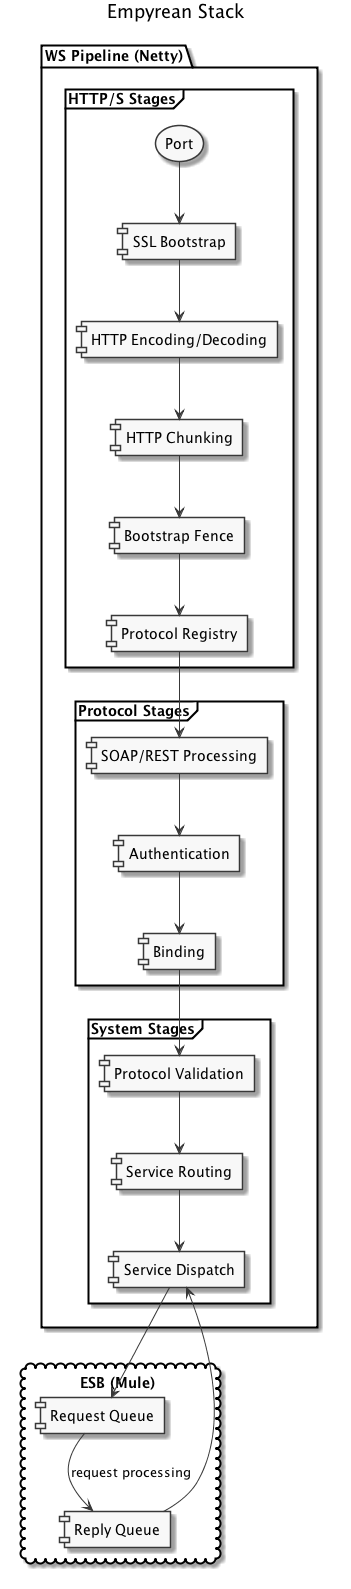 Empyrean Stack
WS Pipeline (Netty)
HTTP/S Stages
Port
SSL Bootstrap
HTTP Encoding/Decoding
HTTP Chunking
Bootstrap Fence
Protocol Registry
Protocol Stages
SOAP/REST Processing
Authentication
Binding
System Stages
Protocol Validation
Service Routing
Service Dispatch
ESB (Mule)
Request Queue
request processing
Reply Queue